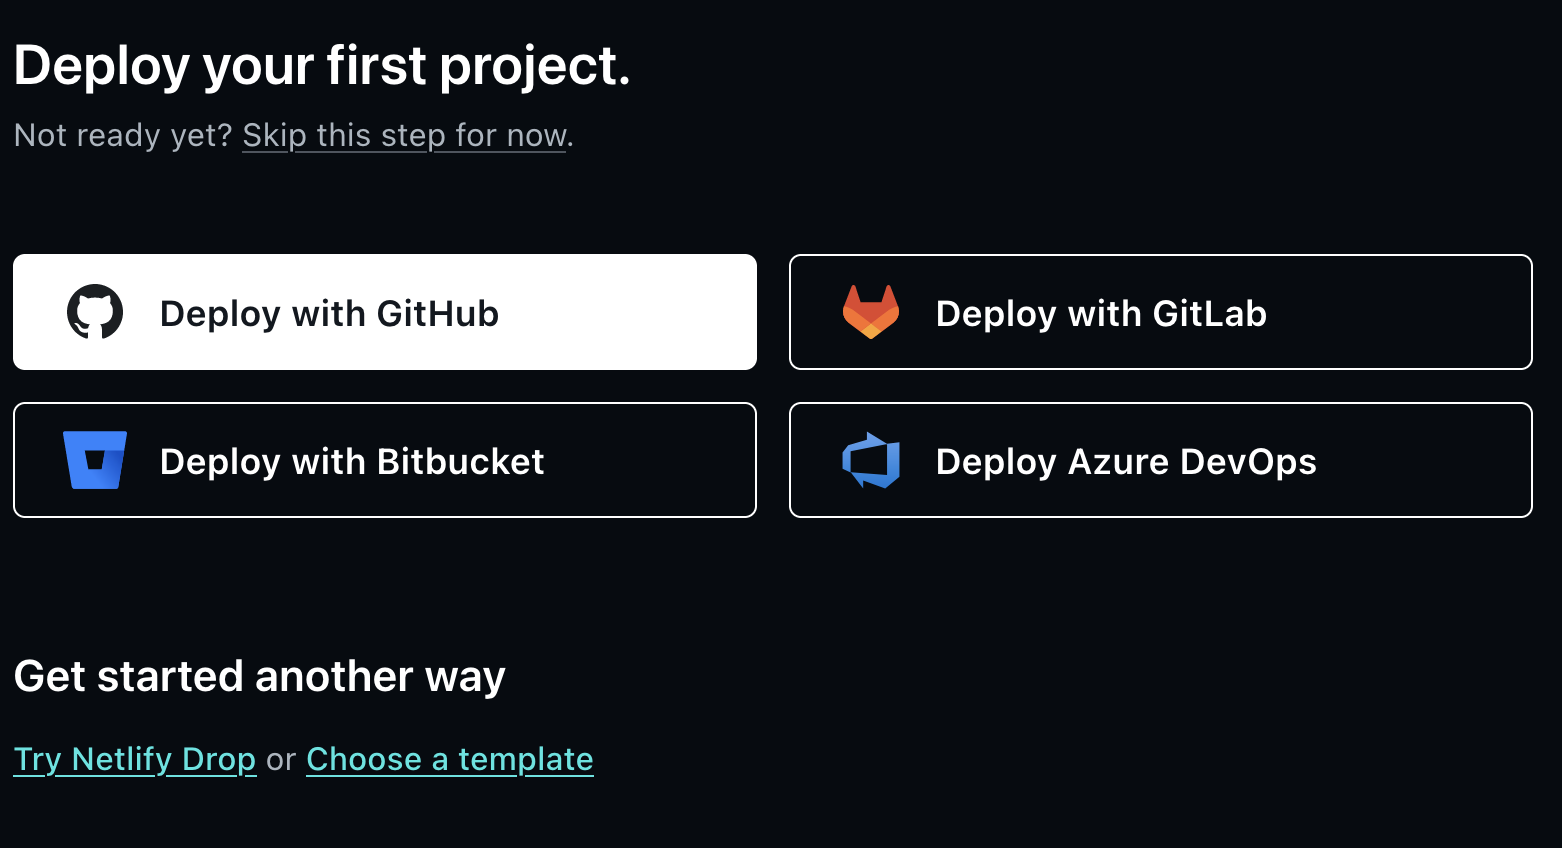 Deploy your first project.
Not ready yet? Skip this step for now.
Deploy with GitHub
Deploy with GitLab
Deploy with Bitbucket
Deploy Azure DevOps
Get started another way
Try Netlify Drop or Choose a template